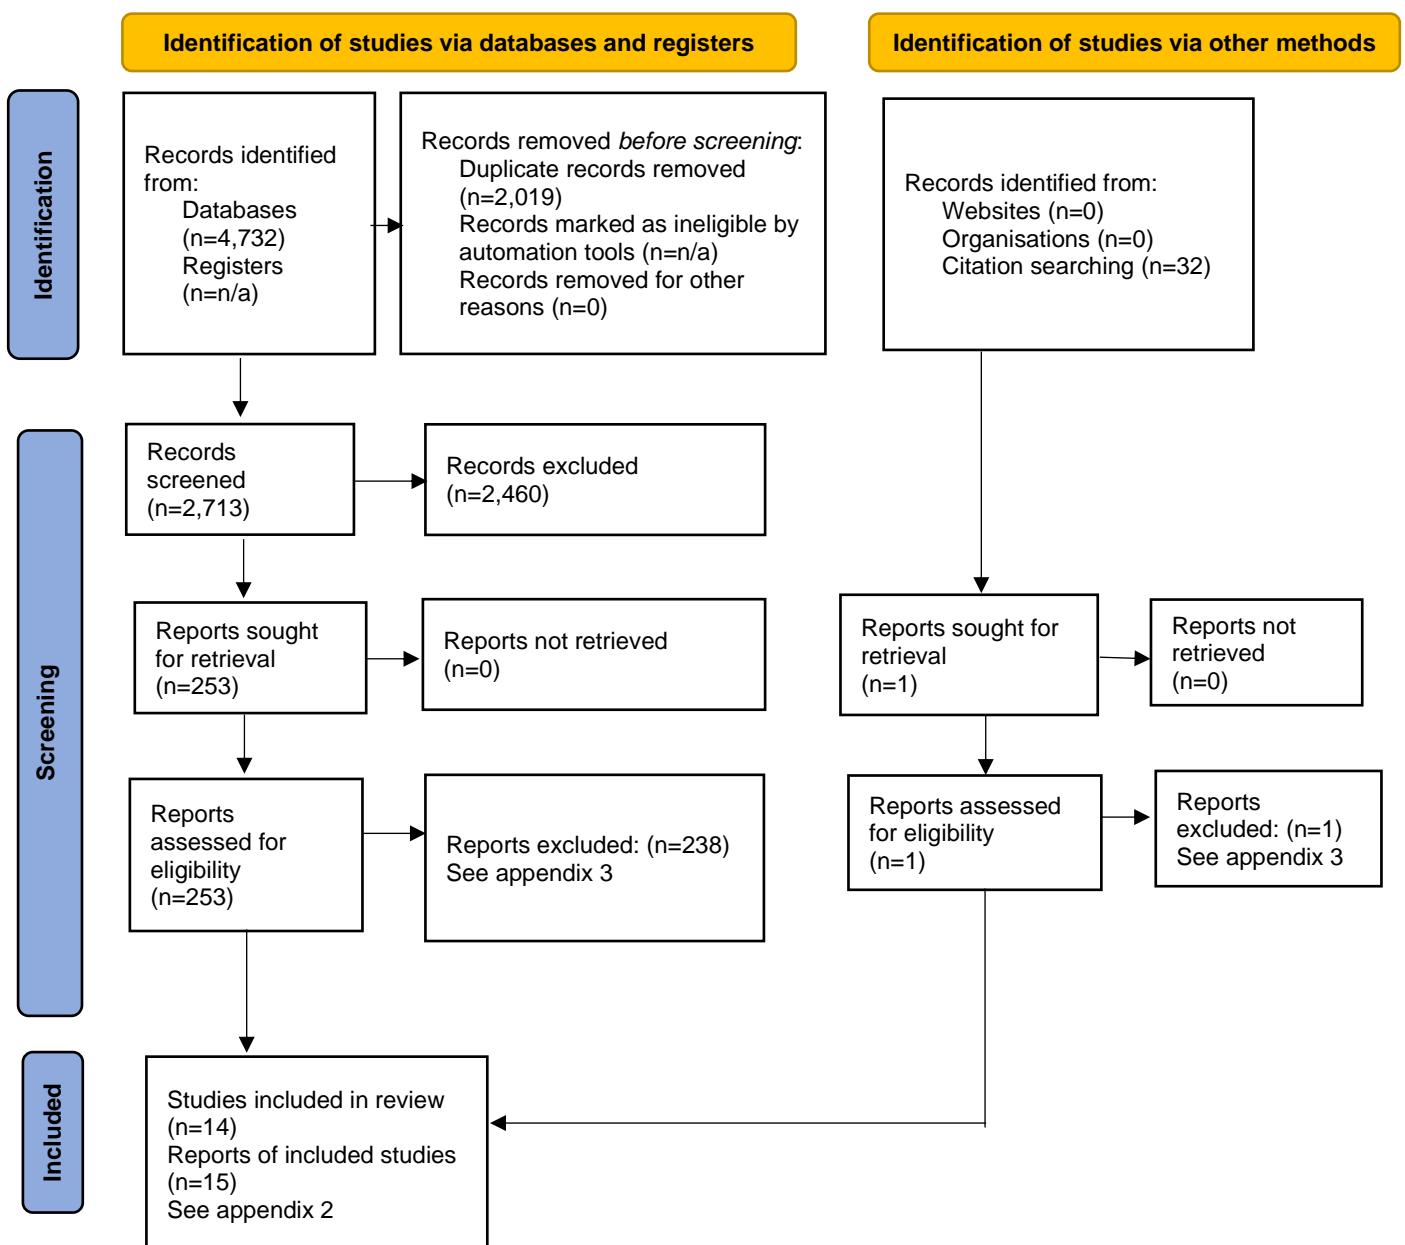 Identification of studies via databases and registers
Identification of studies via other methods
Identification
Records identified
from:
Databases
(n=4,732)
Registers
(n=n/a)
Records removed before screening:
Duplicate records removed
(n=2,019)
Records marked as ineligible by
automation tools (n=n/a)
Records removed for other
reasons (n=0)
Records identified from:
Websites (n=0)
Organisations (n=0)
Citation searching (n=32)
Screening
Records
screened
(n=2,713)
Records excluded
(n=2,460)
Reports sought
for retrieval
(n=253)
Reports not retrieved
(n=0)
Reports sought for
retrieval
(n=1)
Reports not
retrieved
(n=0)
Reports
assessed for
eligibility
(n=253)
Reports excluded: (n=238)
See appendix 3
Reports assessed
for eligibility
(n=1)
Reports
excluded: (n=1)
See appendix 3
Included
Studies included in review
(n=14)
Reports of included studies
(n=15)
See appendix 2